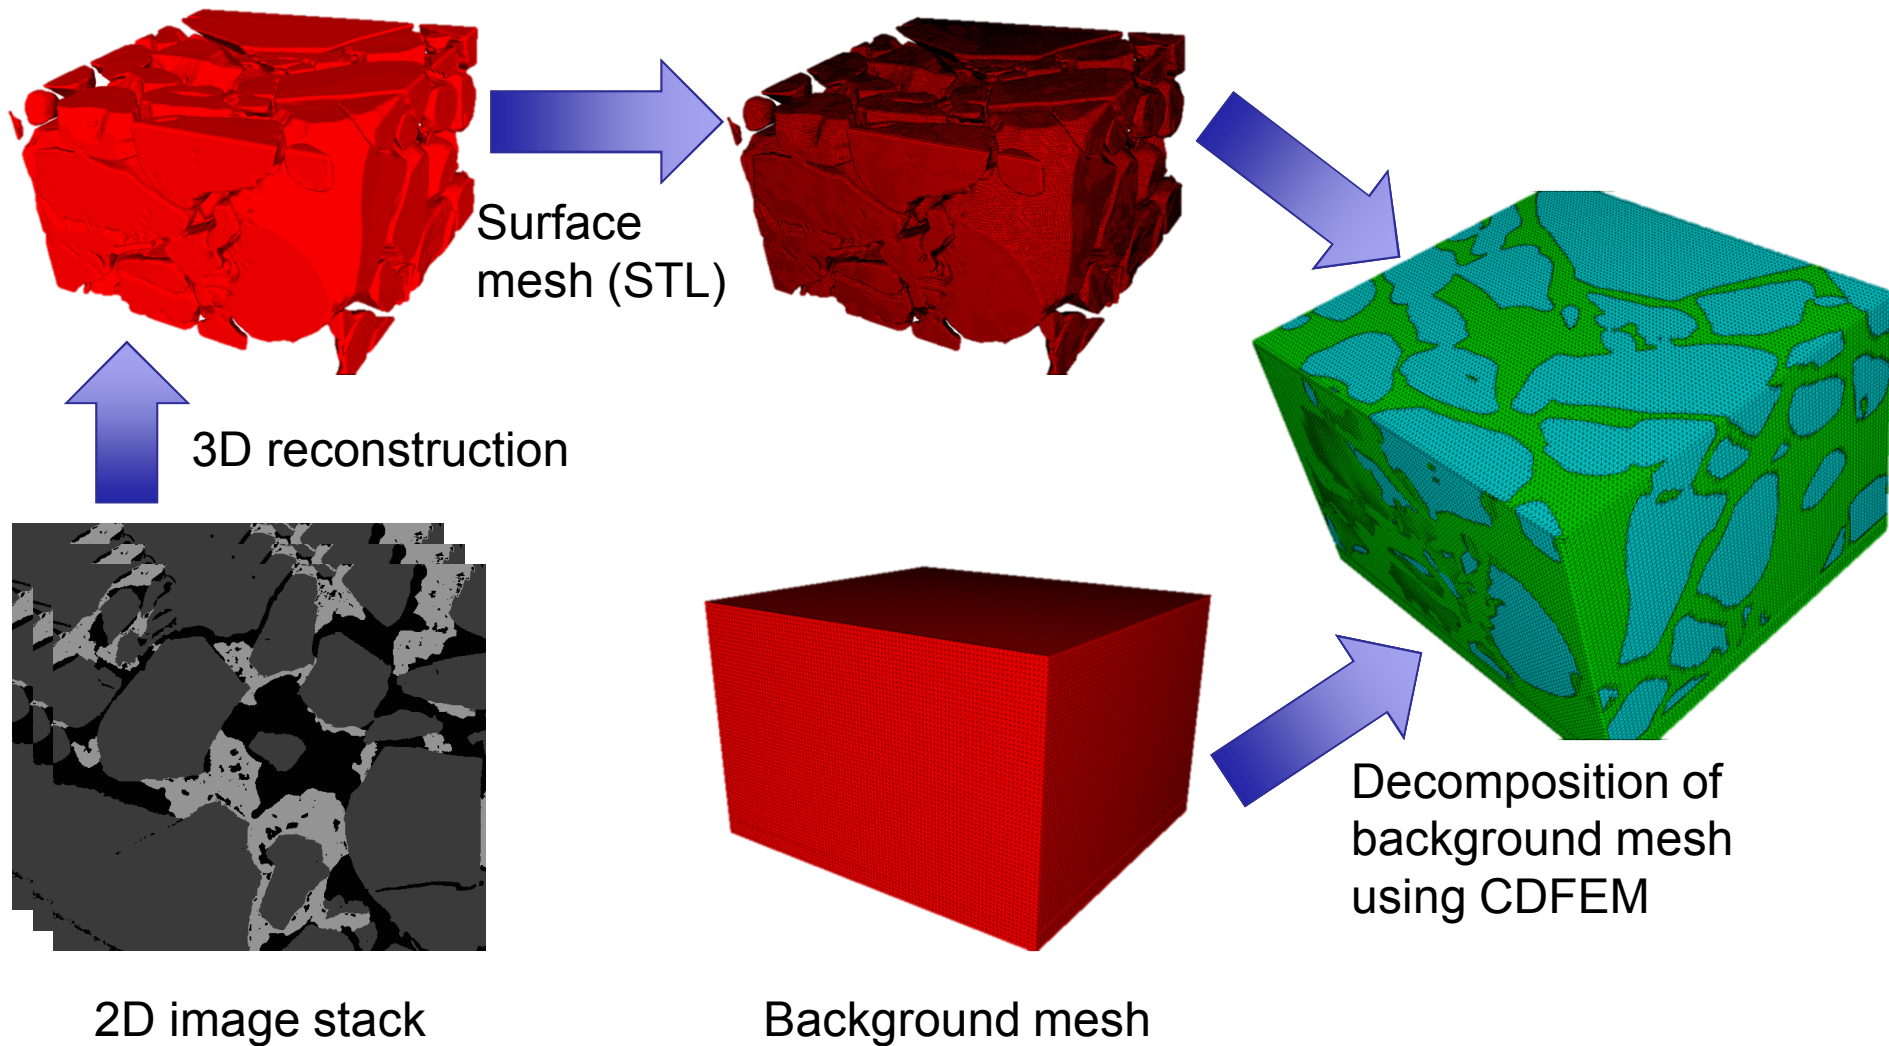 Surface
mesh (STL)
3D reconstruction
Decomposition of
background mesh
using CDFEM
2D image stack
Background mesh